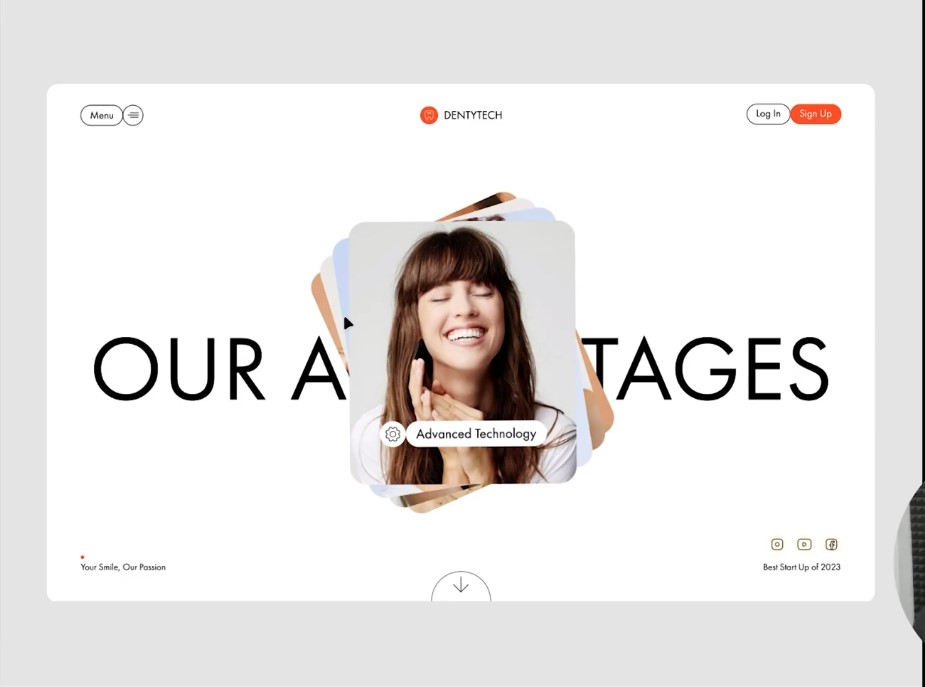 Menu
DENTYTECH
Log In
Sign Up
OUR A TAGES
Advanced Technology
Your Smile, Our Passion
Best Start Up of 2023